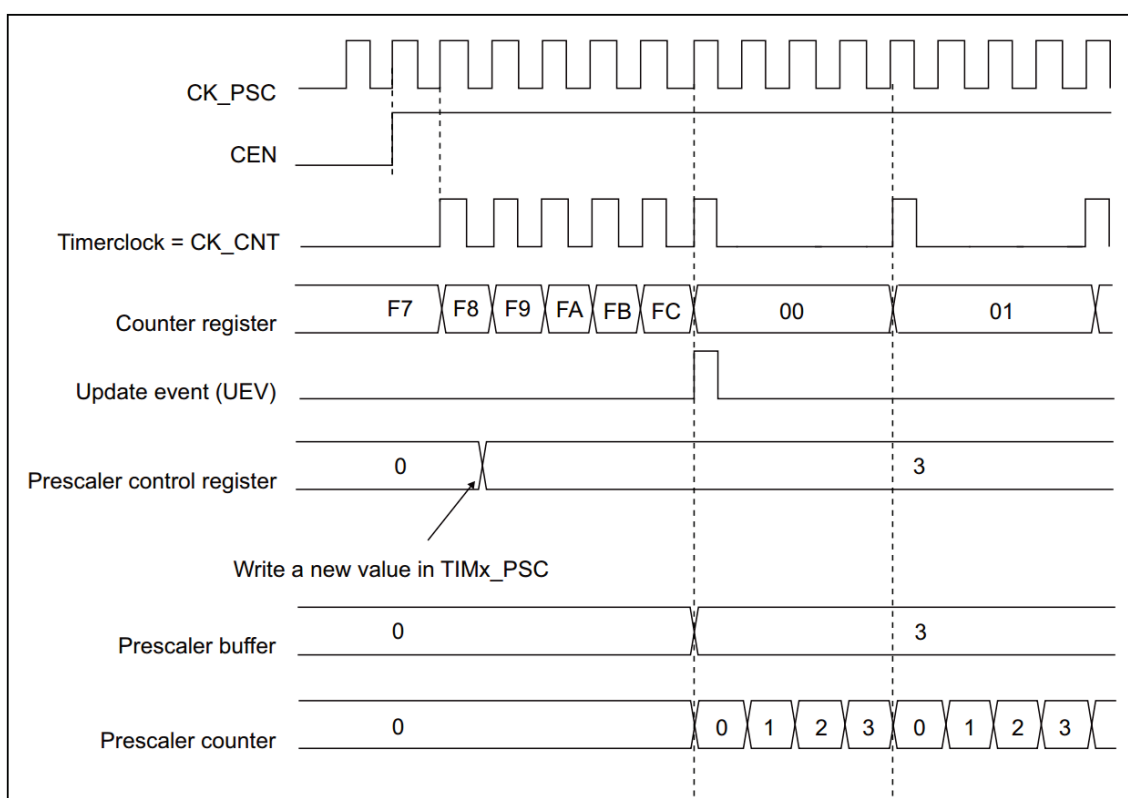 CK_PSC
CEN
Timerclock = CK_CNT
Counter register F7 F8 F9 FA FB FC 00 01
Update event (UEV)
Prescaler control register 0 3
Write a new value in TIMx_PSC
Prescaler buffer 0 3
Prescaler counter 0 0 1 2 3 0 1 2 3